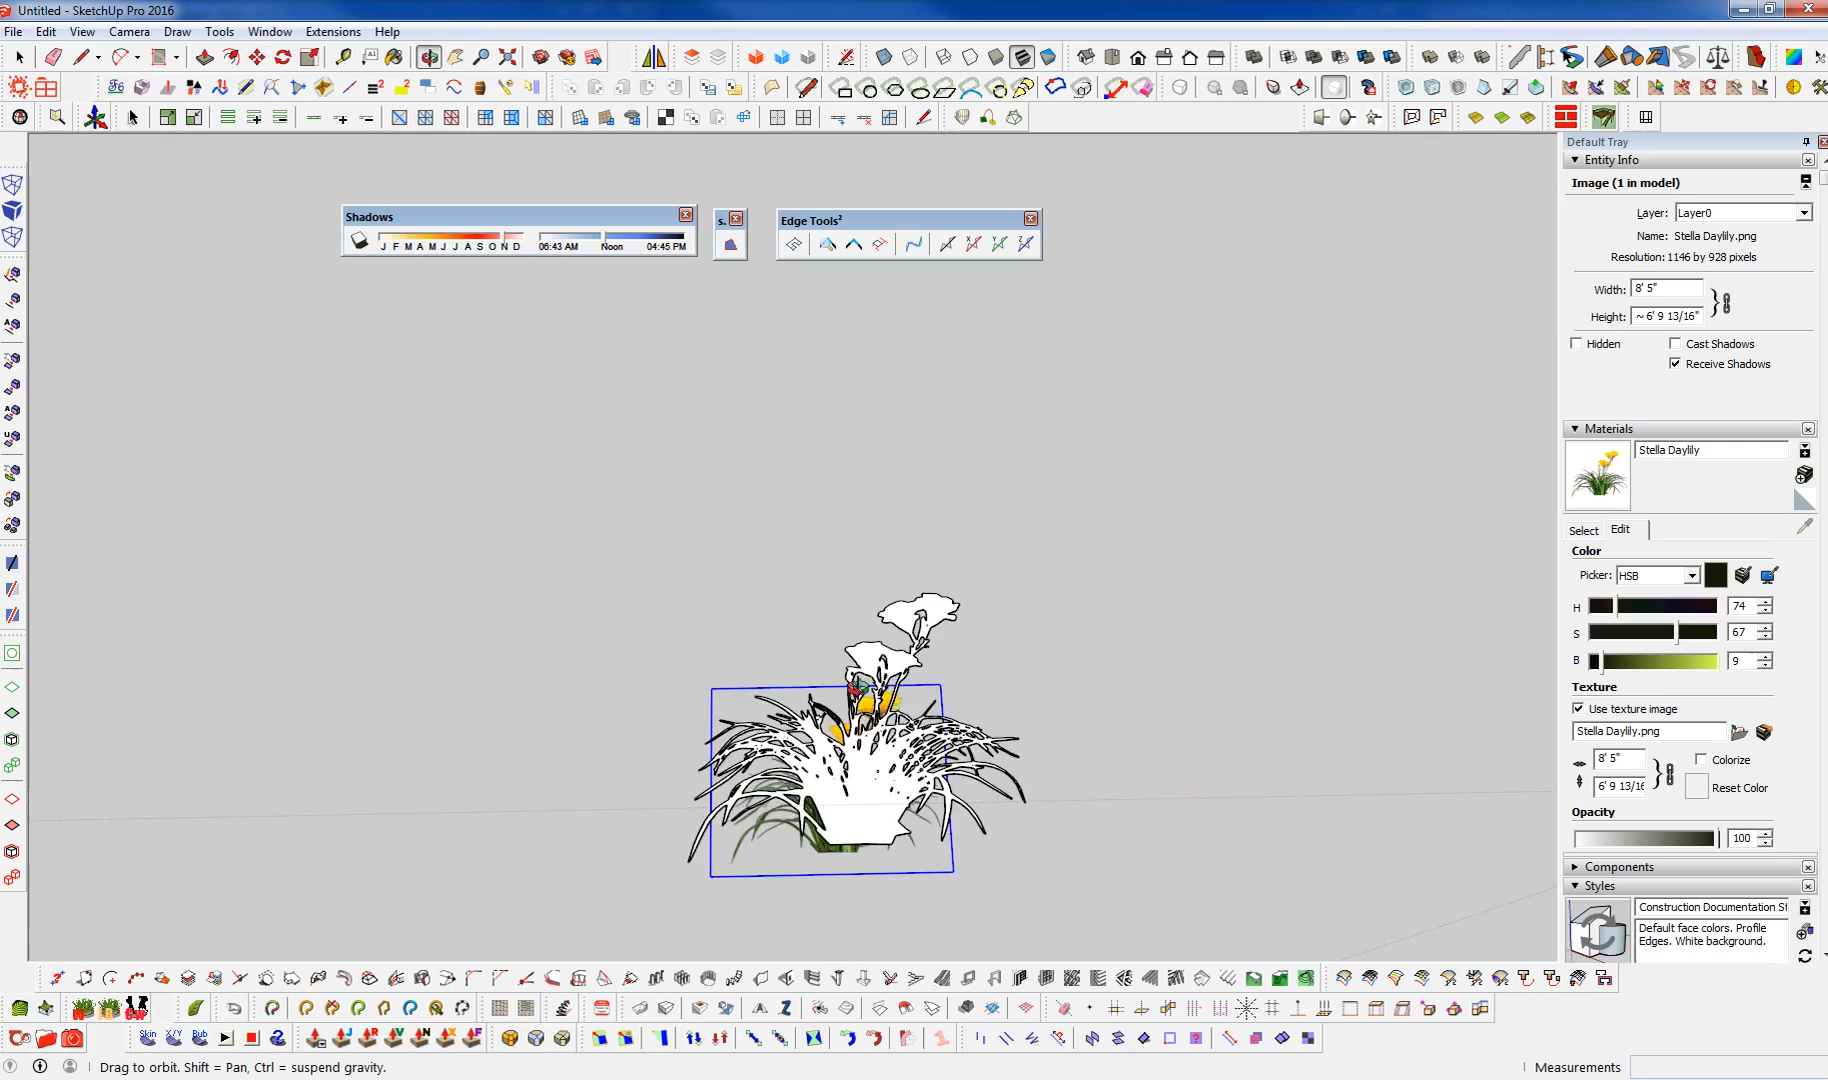 Untitled - SketchUp Pro 2016
File Edit View Camera Draw Tools Window Extensions Help
Default Tray
Entity Info
Image (1 in model)
Layer: Layer0
Name: Stella Daylily.png
Resolution: 1146 by 928 pixels
Width: 8' 5"
Height: ~ 6' 9 13/16"
Hidden Cast Shadows
Receive Shadows
Shadows
J F M A M J J A S O N D 06:43 AM Noon 04:45 PM
s.
Edge Tools²
Materials
Stella Daylily
Select Edit
Color
Picker: HSB
H 74
S 67
B 9
Texture
Use texture image
Stella Daylily.png
8' 5" Colorize
6' 9 13/16 Reset Color
Opacity
100
Components
Styles
Construction Documentation St
Default face colors. Profile
Edges. White background.
Skin X/Y Bub
Drag to orbit. Shift = Pan, Ctrl = suspend gravity.
Measurements